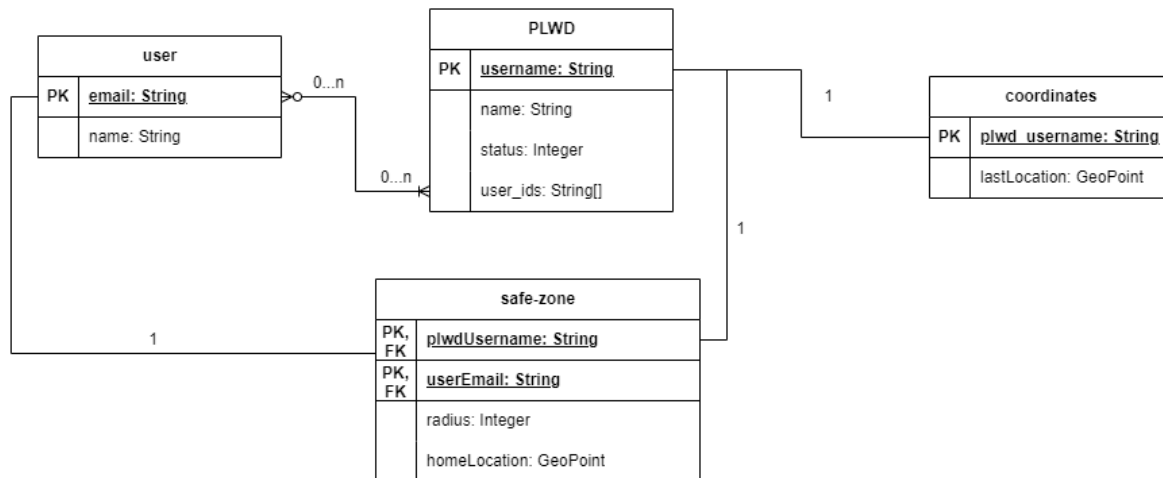 user
PK email: String
name: String
0...n
0...n
PLWD
PK username: String
name: String
status: Integer
user_ids: String[]
1
1
coordinates
PK plwd_username: String
lastLocation: GeoPoint
1
safe-zone
PK, FK plwdUsername: String
PK, FK userEmail: String
radius: Integer
homeLocation: GeoPoint